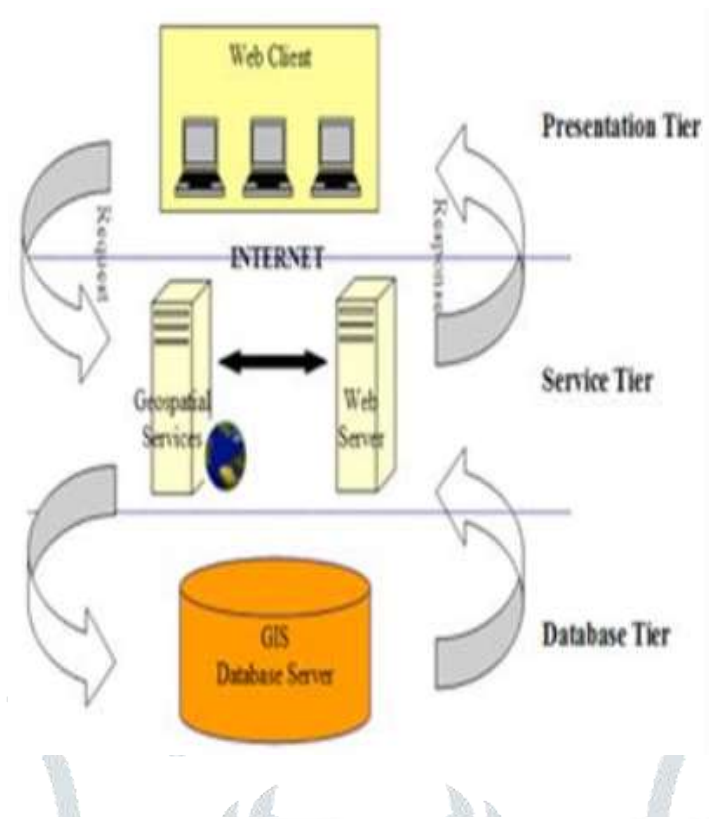 Web Client
Presentation Tier
Request
Response
INTERNET
Geospatial
Services
Web
Server
Service Tier
GIS
Database Server
Database Tier